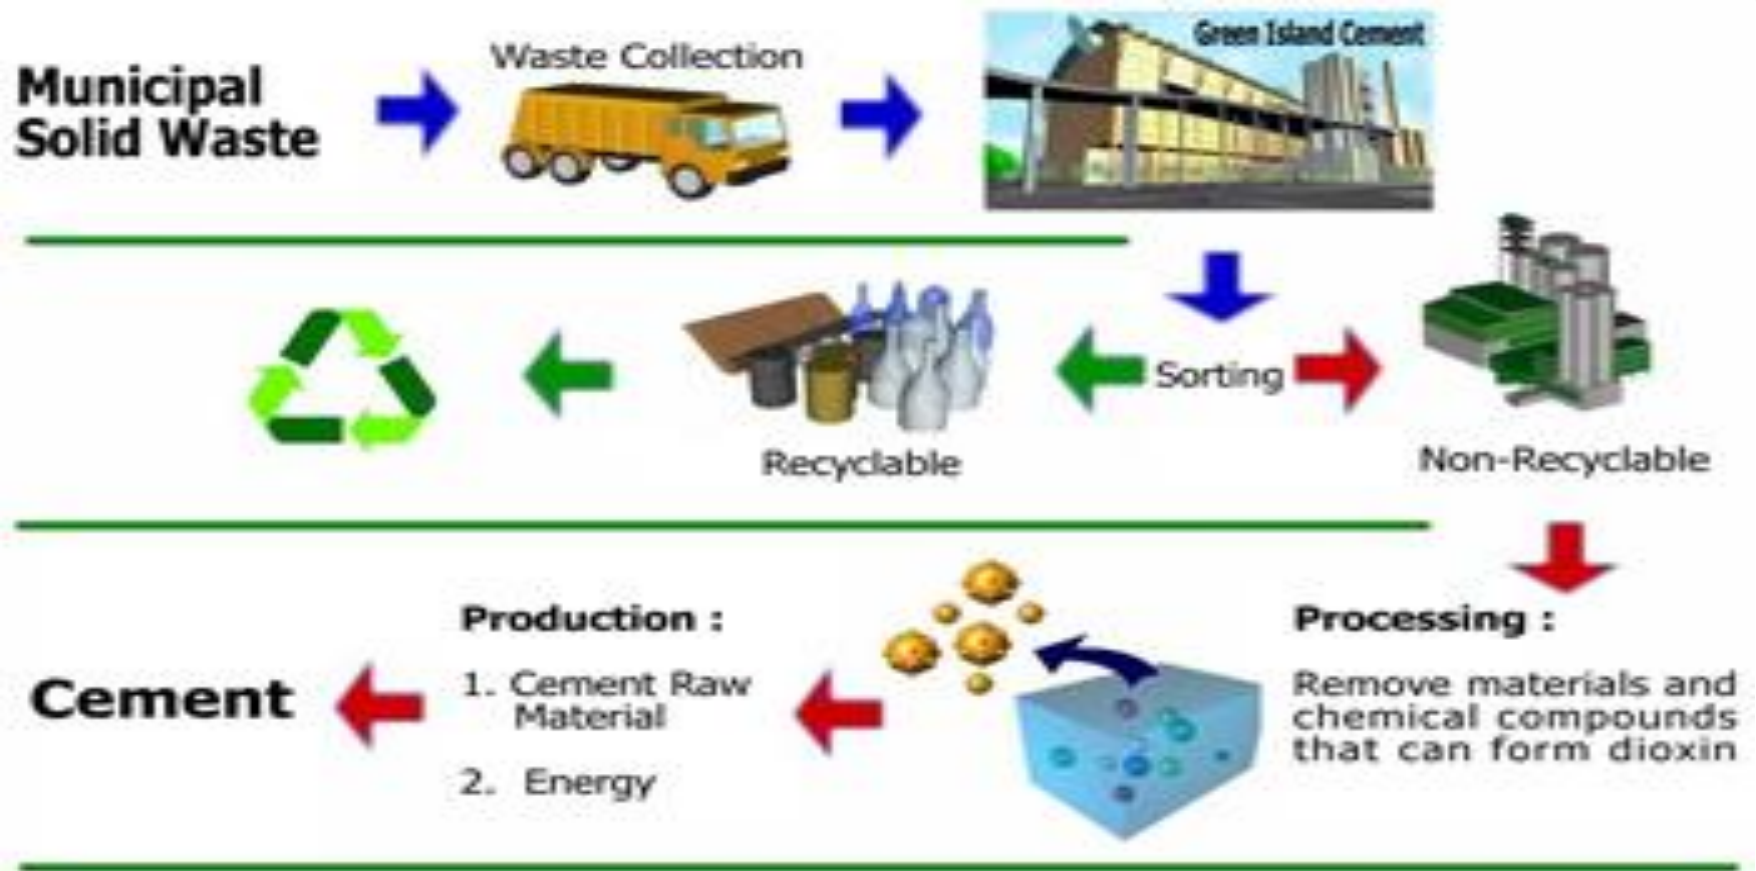 Municipal
Solid Waste
Waste Collection
Green Island Cement
Sorting
Recyclable
Non-Recyclable
Processing :
Remove materials and
chemical compounds
that can form dioxin
Production :
1. Cement Raw
Material
2. Energy
Cement